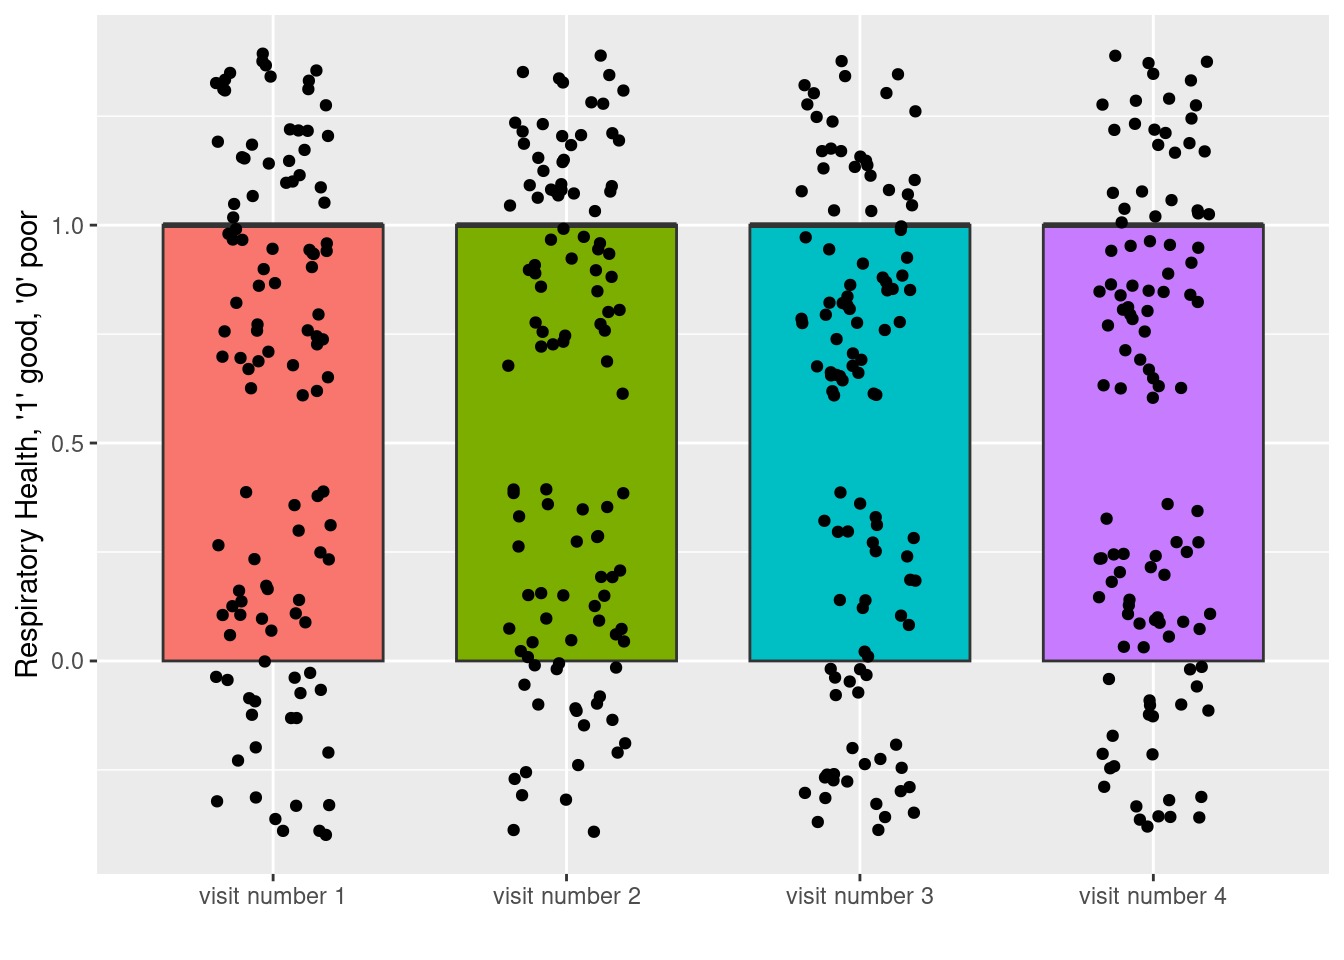 Respiratory Health, '1' good, '0' poor
1.0
0.5
0.0
visit number 1
visit number 2
visit number 3
visit number 4